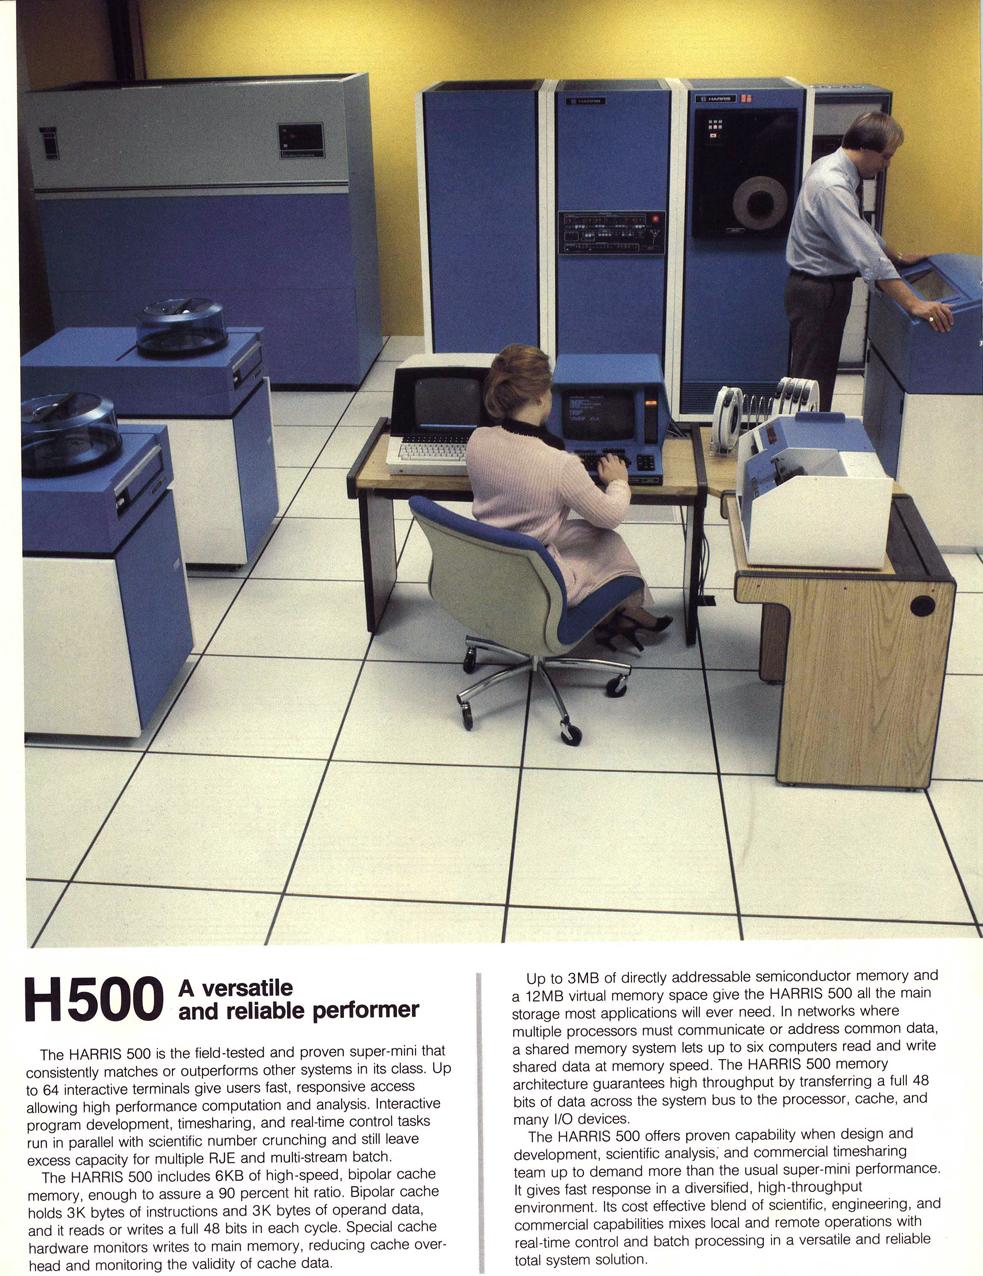 HARRIS
HARRIS
H500
A versatile
and reliable performer
The HARRIS 500 is the field-tested and proven super-mini that
consistently matches or outperforms other systems in its class. Up
to 64 interactive terminals give users fast, responsive access
allowing high performance computation and analysis. Interactive
program development, timesharing, and real-time control tasks
run in parallel with scientific number crunching and still leave
excess capacity for multiple RJE and multi-stream batch.
The HARRIS 500 includes 6KB of high-speed, bipolar cache
memory, enough to assure a 90 percent hit ratio. Bipolar cache
holds 3K bytes of instructions and 3K bytes of operand data,
and it reads or writes a full 48 bits in each cycle. Special cache
hardware monitors writes to main memory, reducing cache over-
head and monitoring the validity of cache data.
Up to 3MB of directly addressable semiconductor memory and
a 12MB virtual memory space give the HARRIS 500 all the main
storage most applications will ever need. In networks where
multiple processors must communicate or address common data,
a shared memory system lets up to six computers read and write
shared data at memory speed. The HARRIS 500 memory
architecture guarantees high throughput by transferring a full 48
bits of data across the system bus to the processor, cache, and
many I/O devices.
The HARRIS 500 offers proven capability when design and
development, scientific analysis, and commercial timesharing
team up to demand more than the usual super-mini performance.
It gives fast response in a diversified, high-throughput
environment. Its cost effective blend of scientific, engineering, and
commercial capabilities mixes local and remote operations with
real-time control and batch processing in a versatile and reliable
total system solution.